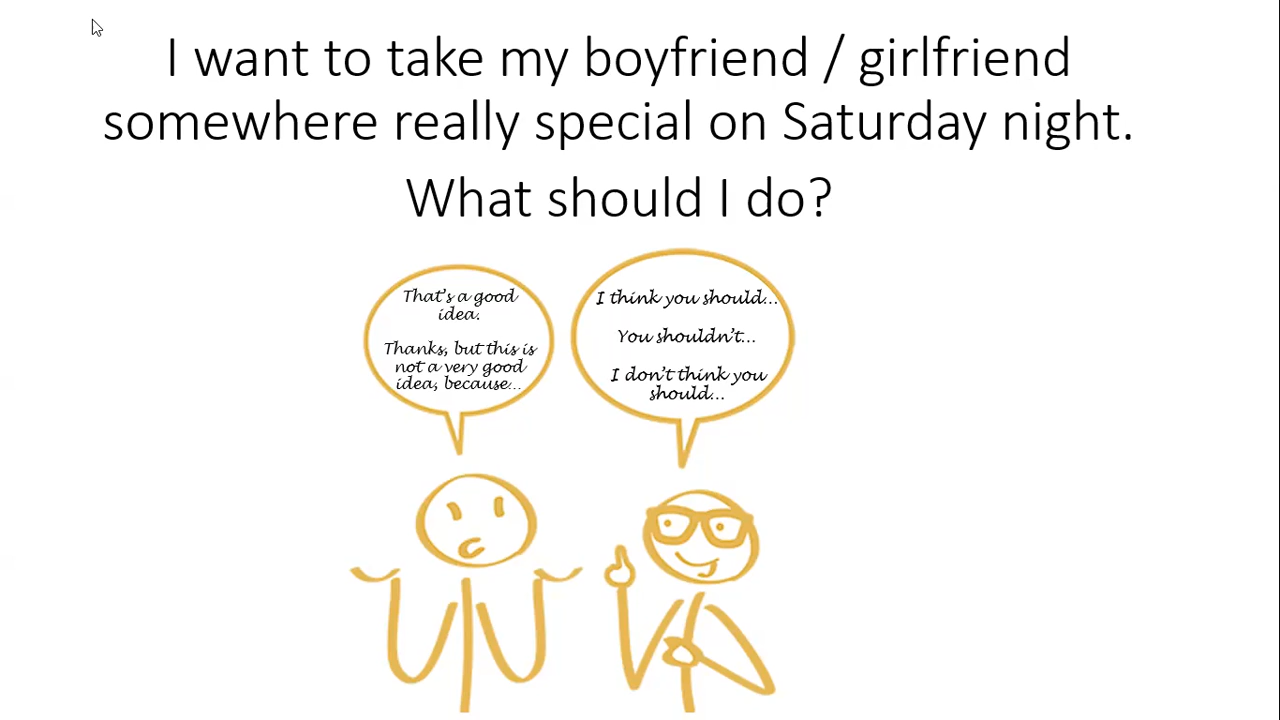 I want to take my boyfriend / girlfriend
somewhere really special on Saturday night.
What should I do?
That's a good
idea.
Thanks, but this is
not a very good
idea, because...
I think you should...
You shouldn't...
I don't think you
should...